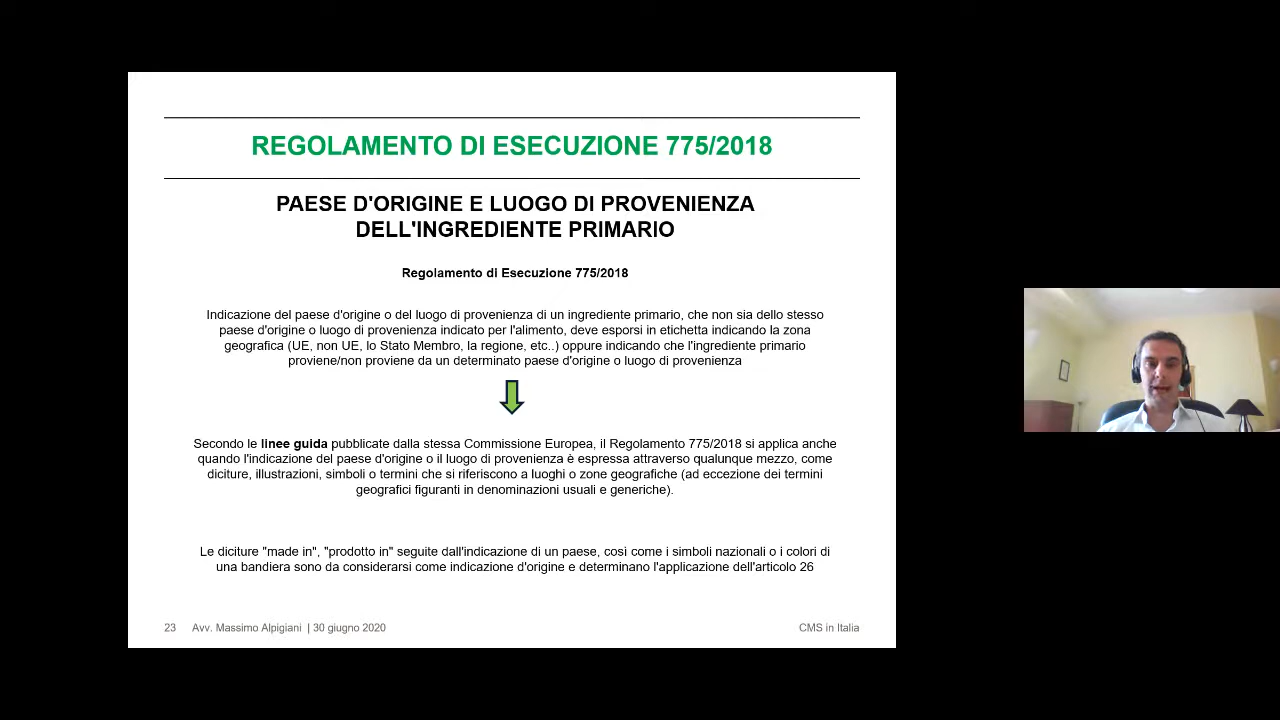 REGOLAMENTO DI ESECUZIONE 775/2018
PAESE D'ORIGINE E LUOGO DI PROVENIENZA
DELL'INGREDIENTE PRIMARIO
Regolamento di Esecuzione 775/2018
Indicazione del paese d'origine o del luogo di provenienza di un ingrediente primario, che non sia dello stesso
paese d'origine o luogo di provenienza indicato per l'alimento, deve esporsi in etichetta indicando la zona
geografica (UE, non UE, lo Stato Membro, la regione, etc..) oppure indicando che l'ingrediente primario
proviene/non proviene da un determinato paese d'origine o luogo di provenienza
Secondo le linee guida pubblicate dalla stessa Commissione Europea, il Regolamento 775/2018 si applica anche
quando l'indicazione del paese d'origine o il luogo di provenienza è espressa attraverso qualunque mezzo, come
diciture, illustrazioni, simboli o termini che si riferiscono a luoghi o zone geografiche (ad eccezione dei termini
geografici figuranti in denominazioni usuali e generiche).
Le diciture "made in", "prodotto in" seguite dall'indicazione di un paese, così come i simboli nazionali o i colori di
una bandiera sono da considerarsi come indicazione d'origine e determinano l'applicazione dell'articolo 26
23 Avv. Massimo Alpigiani | 30 giugno 2020 CMS in Italia